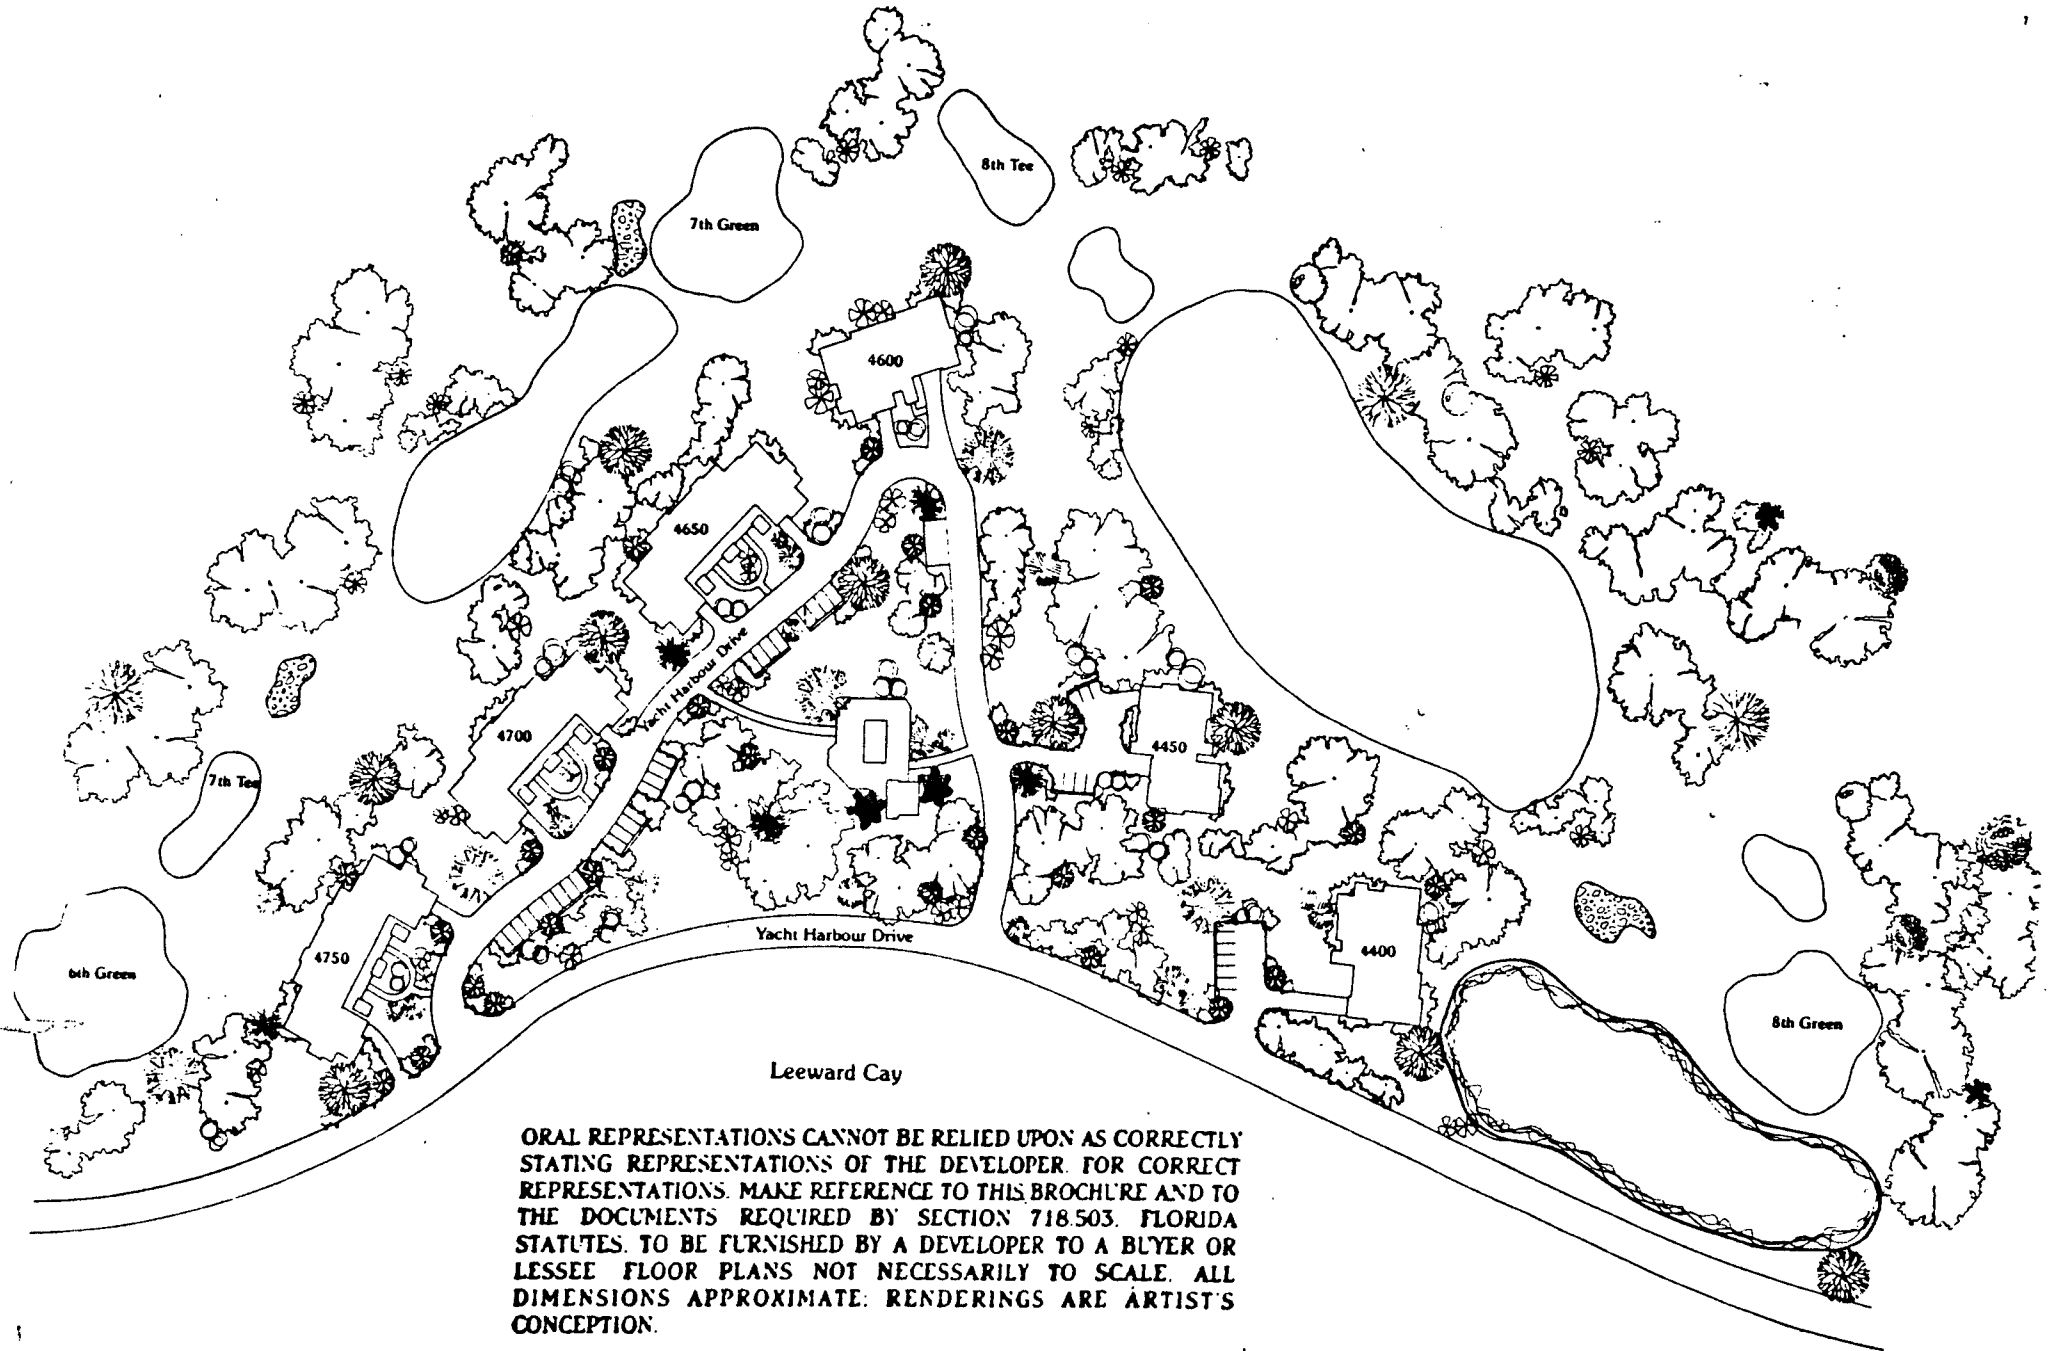 8th Tee
7th Green
4600
4650
Yacht Harbour Drive
4700
4450
7th Tee
4750
Yacht Harbour Drive
4400
6th Green
8th Green
Leeward Cay
ORAL REPRESENTATIONS CANNOT BE RELIED UPON AS CORRECTLY
STATING REPRESENTATIONS OF THE DEVELOPER. FOR CORRECT
REPRESENTATIONS. MAKE REFERENCE TO THIS BROCHURE AND TO
THE DOCUMENTS REQUIRED BY SECTION 718.503. FLORIDA
STATUTES. TO BE FURNISHED BY A DEVELOPER TO A BUYER OR
LESSEE FLOOR PLANS NOT NECESSARILY TO SCALE. ALL
DIMENSIONS APPROXIMATE: RENDERINGS ARE ARTIST'S
CONCEPTION.